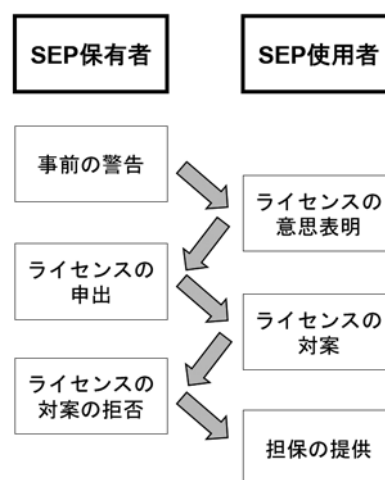 SEP保有者
SEP使用者
事前の警告
ライセンスの
意思表明
ライセンスの
申出
ライセンスの
対案
ライセンスの
対案の拒否
担保の提供